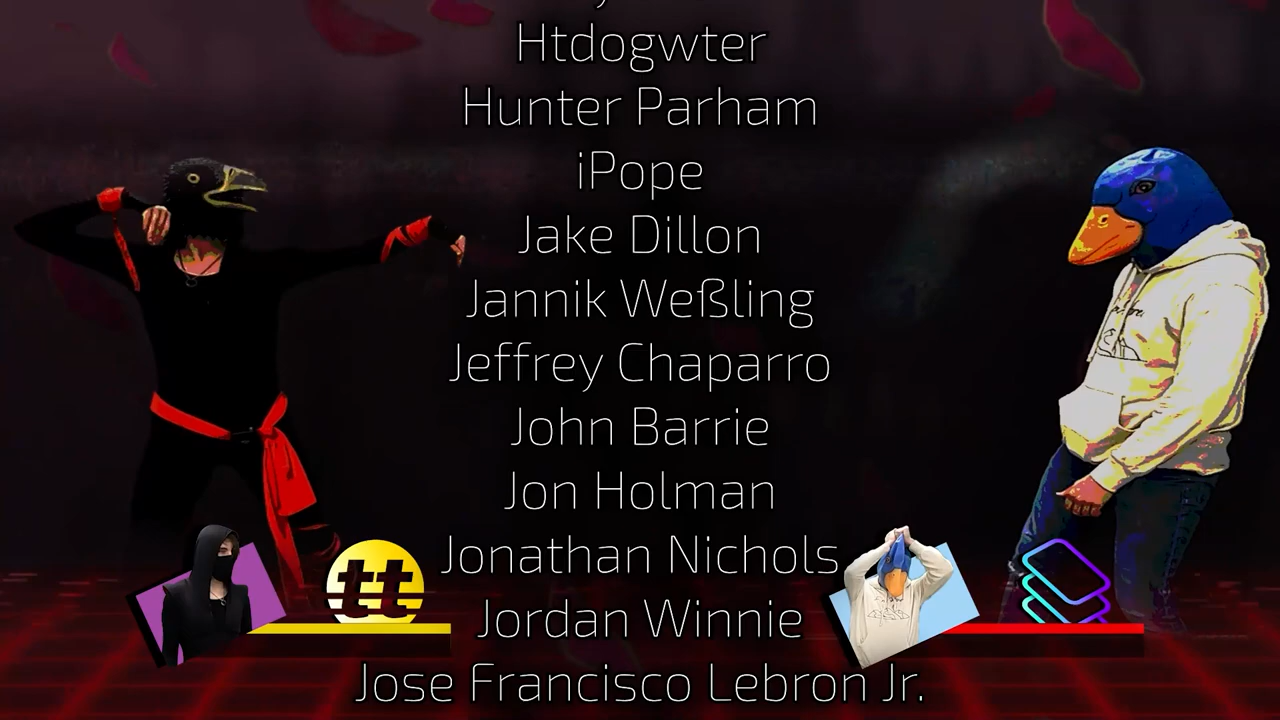 Htdogwter
Hunter Parham
iPope
Jake Dillon
Jannik Weßling
Jeffrey Chaparro
John Barrie
Jon Holman
Jonathan Nichols
Jordan Winnie
Jose Francisco Lebron Jr.
tt